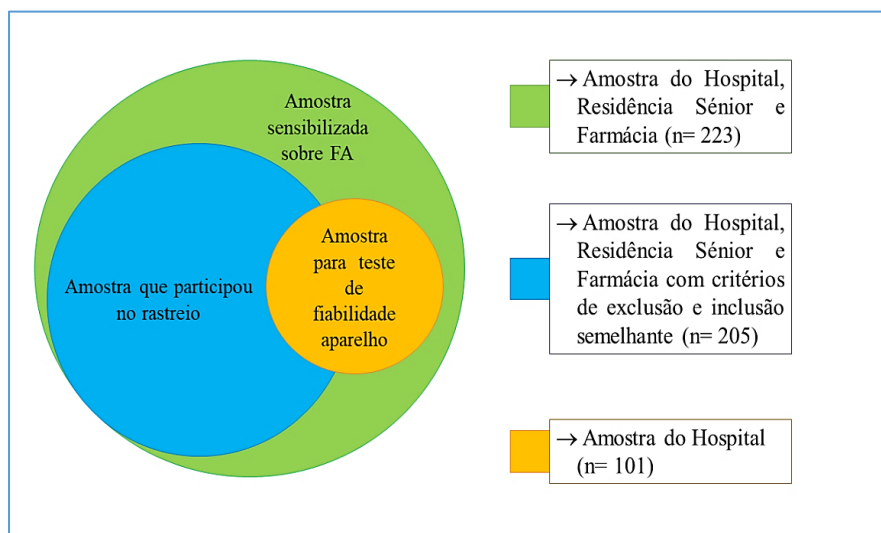 Amostra
sensibilizada
sobre FA
Amostra que participou
no rastreio
Amostra
para teste
de
fiabilidade
aparelho
→ Amostra do Hospital,
Residência Sénior e
Farmácia (n= 223)
→ Amostra do Hospital,
Residência Sénior e
Farmácia com critérios
de exclusão e inclusão
semelhante (n= 205)
→ Amostra do Hospital
(n= 101)